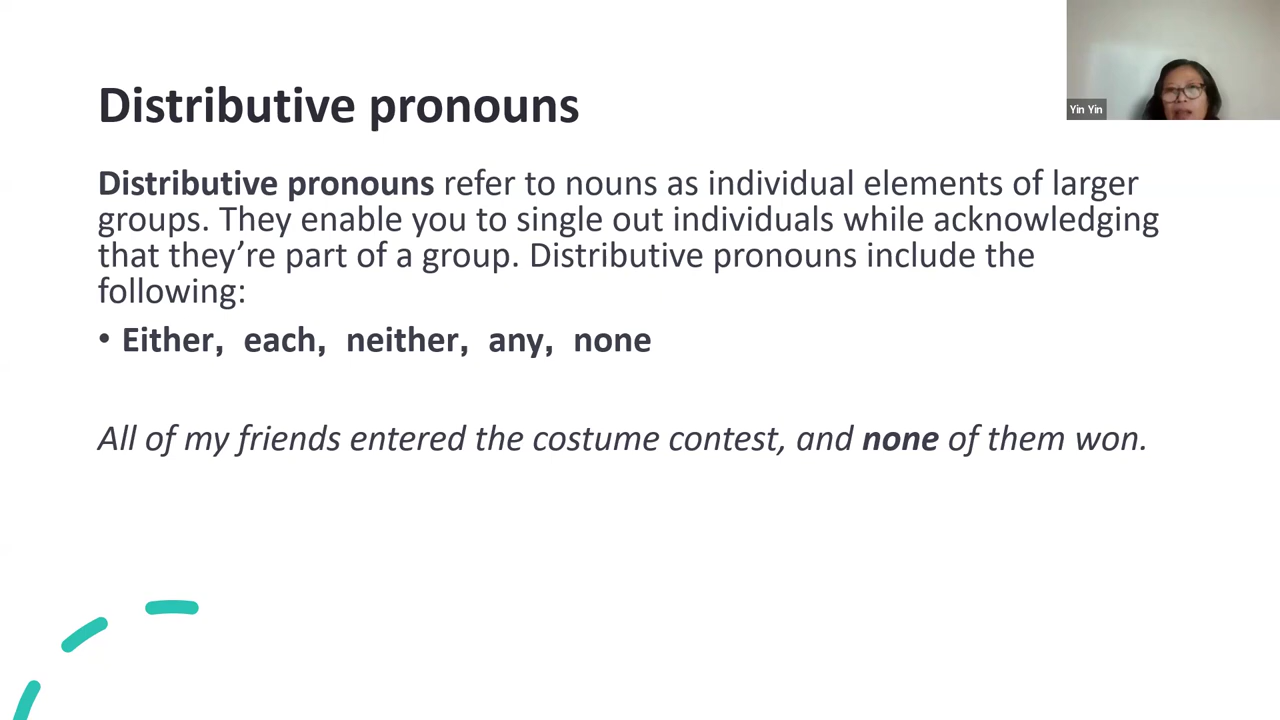 Distributive pronouns
Yin Yin
Distributive pronouns refer to nouns as individual elements of larger
groups. They enable you to single out individuals while acknowledging
that they’re part of a group. Distributive pronouns include the
following:
• Either, each, neither, any, none
All of my friends entered the costume contest, and none of them won.